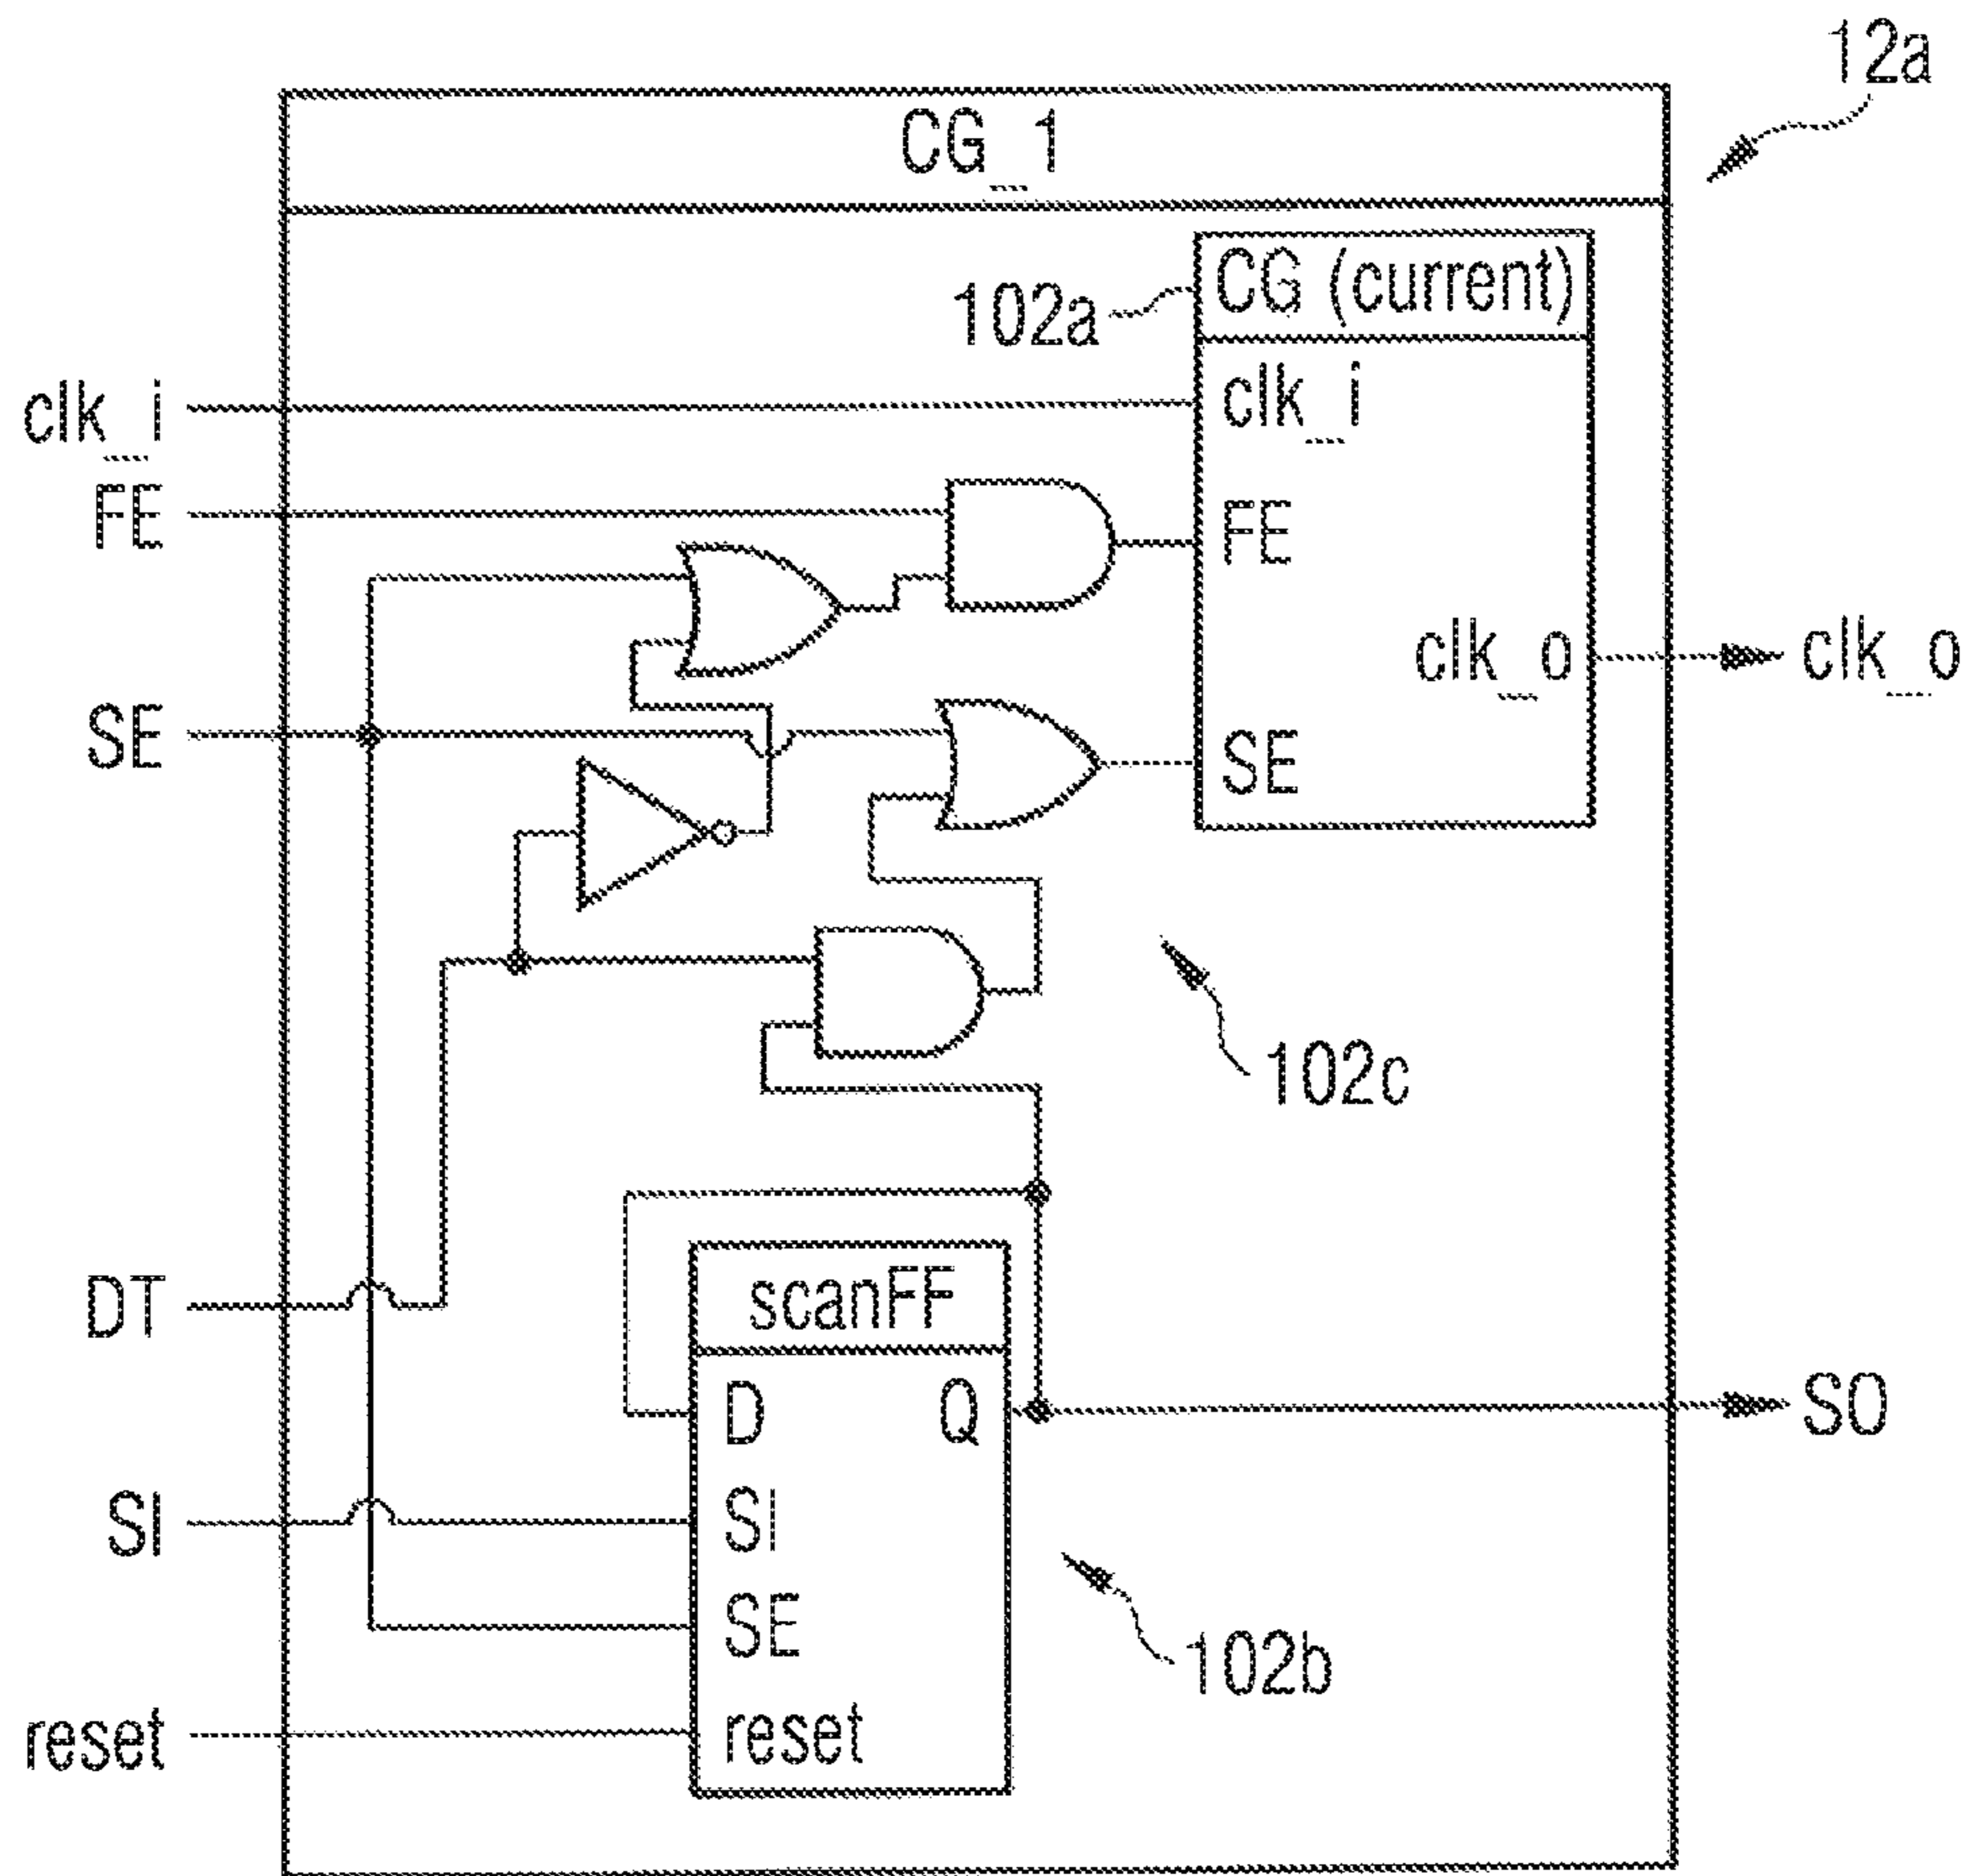 12a
CG_1
CG (current)
102a
clk_i
clk_i
FE
FE
clk_o
clk_o
SE
SE
102c
DT
scanFF
D
Q
SO
SI
SI
SE
102b
reset
reset